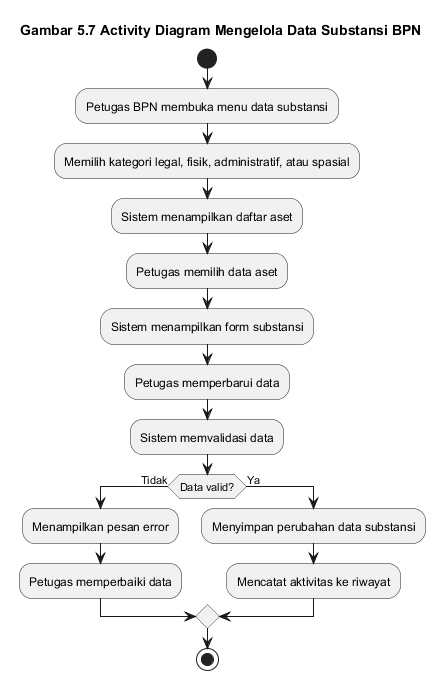 Gambar 5.7 Activity Diagram Mengelola Data Substansi BPN
Petugas BPN membuka menu data substansi
Memilih kategori legal, fisik, administratif, atau spasial
Sistem menampilkan daftar aset
Petugas memilih data aset
Sistem menampilkan form substansi
Petugas memperbarui data
Sistem memvalidasi data
Data valid?
Tidak
Ya
Menampilkan pesan error
Menyimpan perubahan data substansi
Petugas memperbaiki data
Mencatat aktivitas ke riwayat